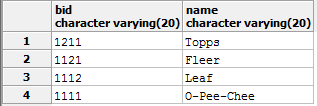 bid name
character varying(20) character varying(20)
1 1211 Topps
2 1121 Fleer
3 1112 Leaf
4 1111 O-Pee-Chee